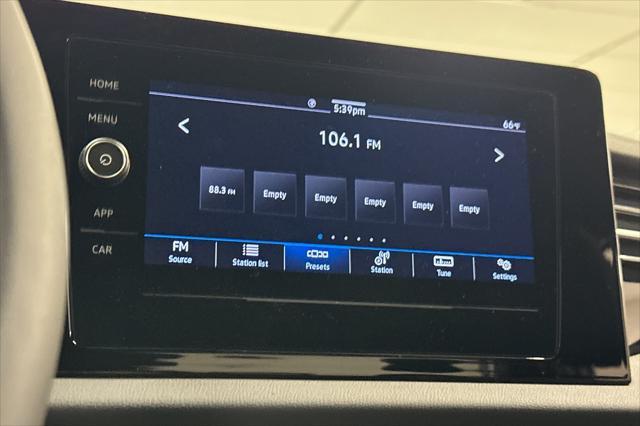 HOME
MENU
APP
CAR
5:39pm
66°F
106.1 FM
88.3 FM
Empty
Empty
Empty
Empty
Empty
FM
Source
Station list
Presets
Station
Tune
Settings